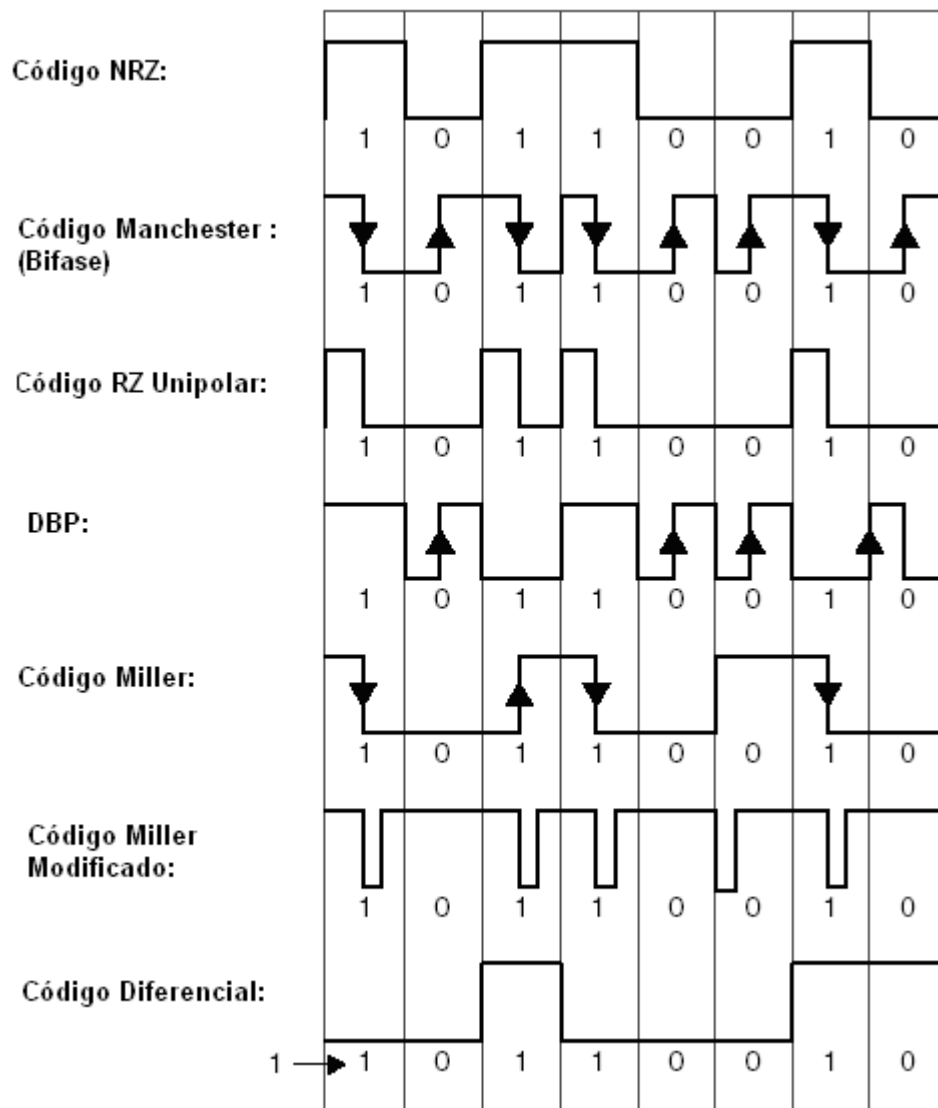 Código NRZ:
1 0 1 1 0 0 1 0
Código Manchester :
(Bifase)
1 0 1 1 0 0 1 0
Código RZ Unipolar:
1 0 1 1 0 0 1 0
DBP:
1 0 1 1 0 0 1 0
Código Miller:
1 0 1 1 0 0 1 0
Código Miller
Modificado:
1 0 1 1 0 0 1 0
Código Diferencial:
1 1 0 1 1 0 0 1 0